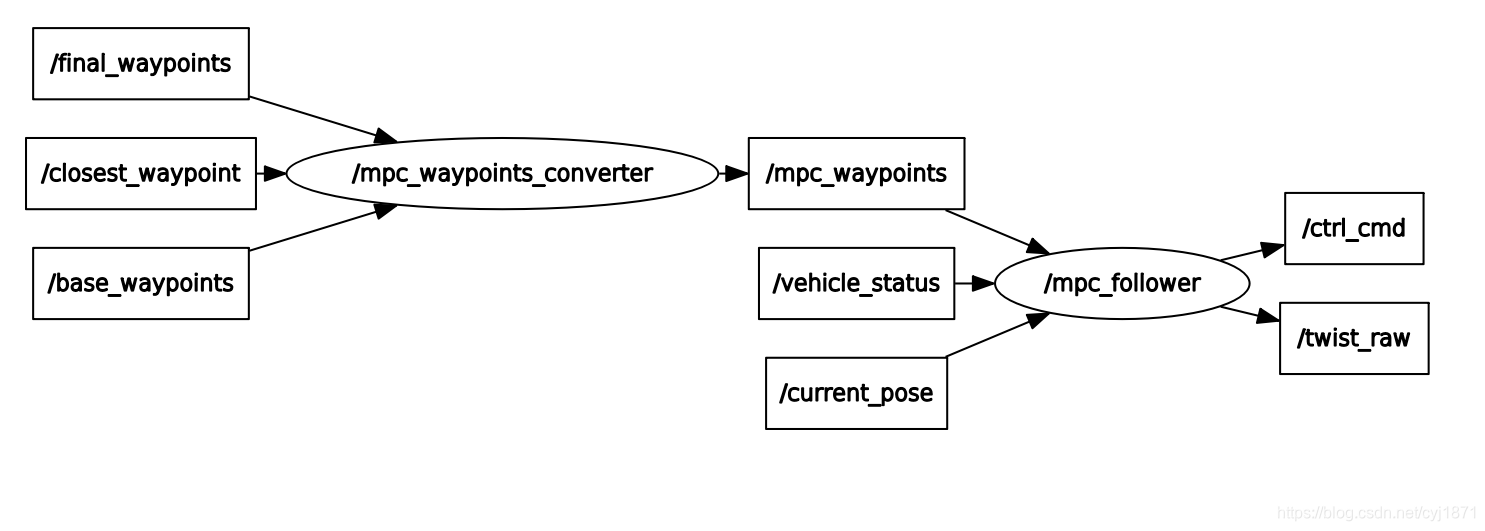 /final_waypoints
/closest_waypoint
/base_waypoints
/mpc_waypoints_converter
/mpc_waypoints
/vehicle_status
/current_pose
/mpc_follower
/ctrl_cmd
/twist_raw
https://blog.csdn.net/cyj1871